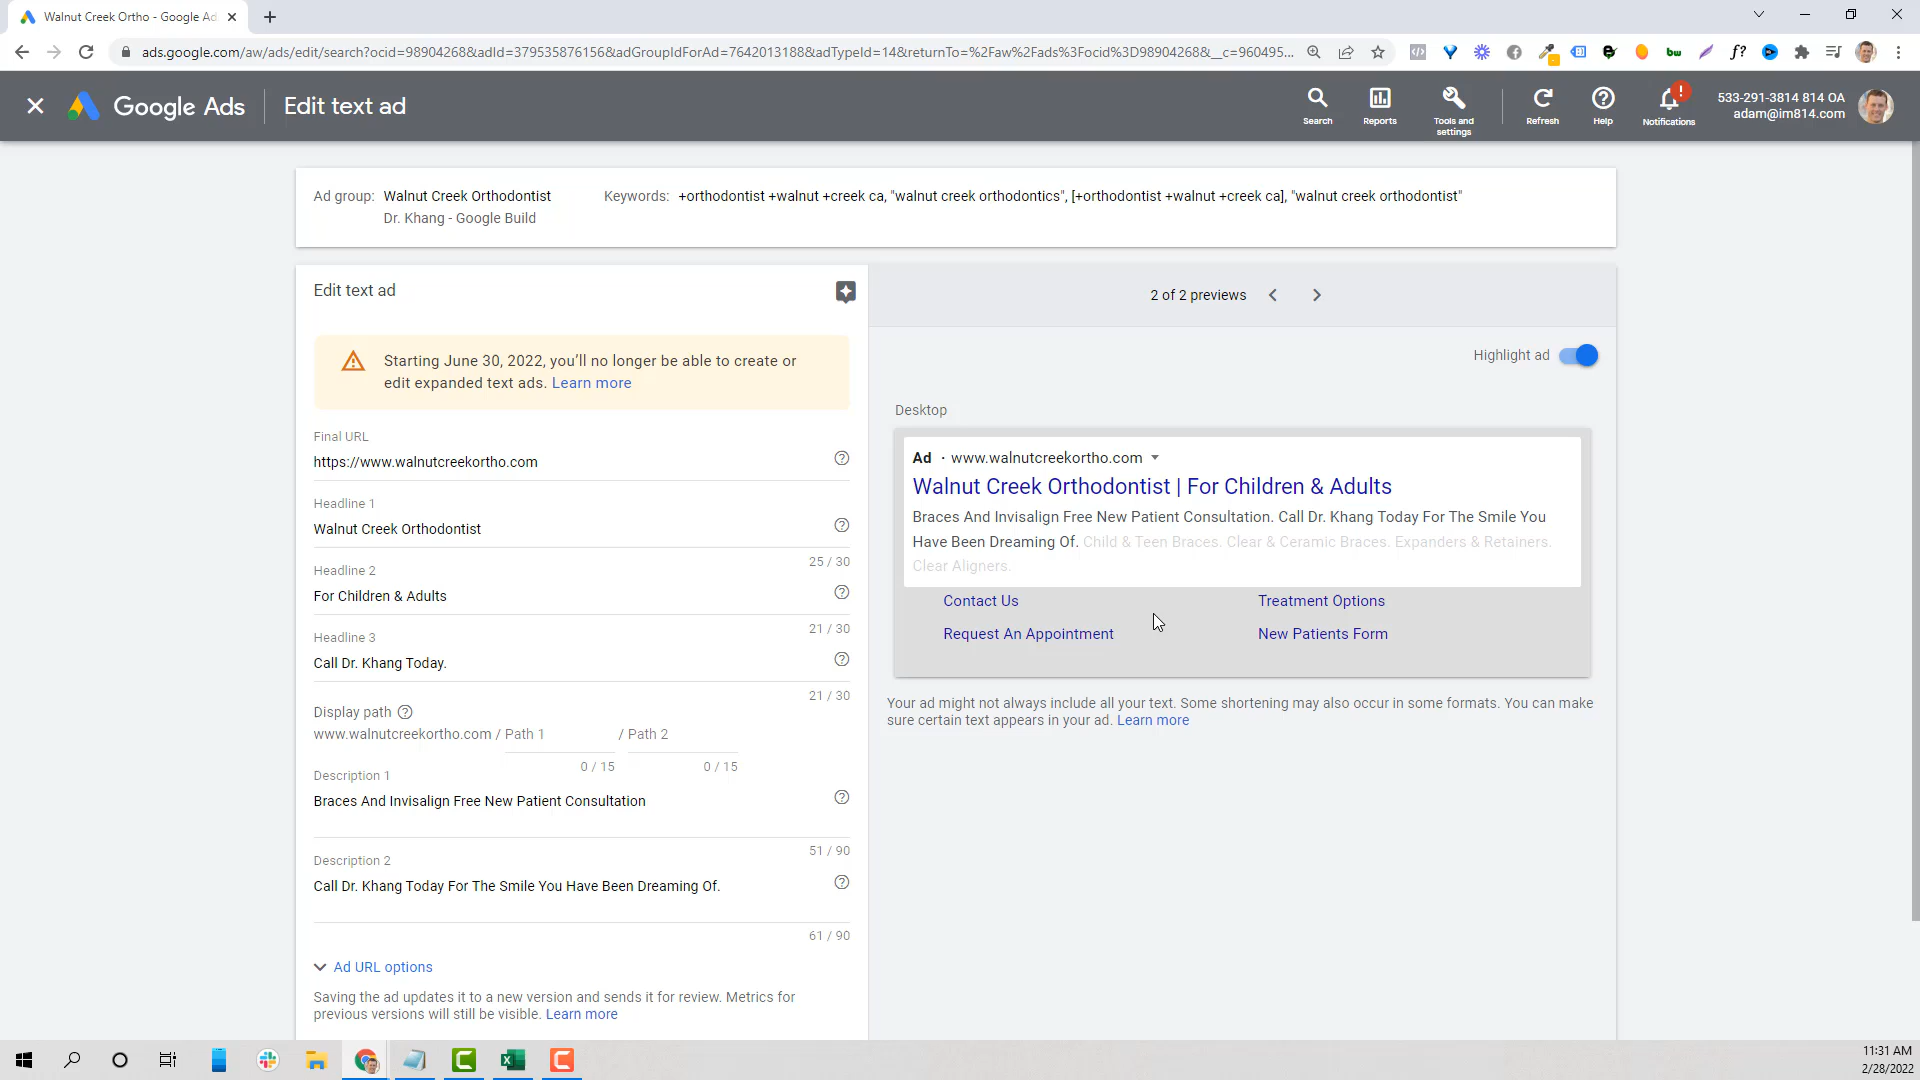 Walnut Creek Ortho - Google Ad
ads.google.com/aw/ads/edit/search?ocid=98904268&adId=379535876156&adGroupIdForAd=7642013188&adTypeId=14&returnTo=%2Faw%2Fads%3Focid%3D98904268&__c=960495...
Google Ads
Edit text ad
Search
Reports
Tools and
settings
Refresh
Help
Notifications
533-291-3814 814 OA
adam@im814.com
Ad group: Walnut Creek Orthodontist
Dr. Khang - Google Build
Keywords: +orthodontist +walnut +creek ca, "walnut creek orthodontics", [+orthodontist +walnut +creek ca], "walnut creek orthodontist"
Edit text ad
Starting June 30, 2022, you’ll no longer be able to create or
edit expanded text ads. Learn more
Final URL
https://www.walnutcreekortho.com
Headline 1
Walnut Creek Orthodontist
25 / 30
Headline 2
For Children & Adults
21 / 30
Headline 3
Call Dr. Khang Today.
21 / 30
Display path
www.walnutcreekortho.com / Path 1 / Path 2
0 / 15 0 / 15
Description 1
Braces And Invisalign Free New Patient Consultation
51 / 90
Description 2
Call Dr. Khang Today For The Smile You Have Been Dreaming Of.
61 / 90
Ad URL options
Saving the ad updates it to a new version and sends it for review. Metrics for
previous versions will still be visible. Learn more
2 of 2 previews
Highlight ad
Desktop
Ad · www.walnutcreekortho.com
Walnut Creek Orthodontist | For Children & Adults
Braces And Invisalign Free New Patient Consultation. Call Dr. Khang Today For The Smile You
Have Been Dreaming Of. Child & Teen Braces. Clear & Ceramic Braces. Expanders & Retainers.
Clear Aligners.
Contact Us Treatment Options
Request An Appointment New Patients Form
Your ad might not always include all your text. Some shortening may also occur in some formats. You can make
sure certain text appears in your ad. Learn more
11:31 AM
2/28/2022